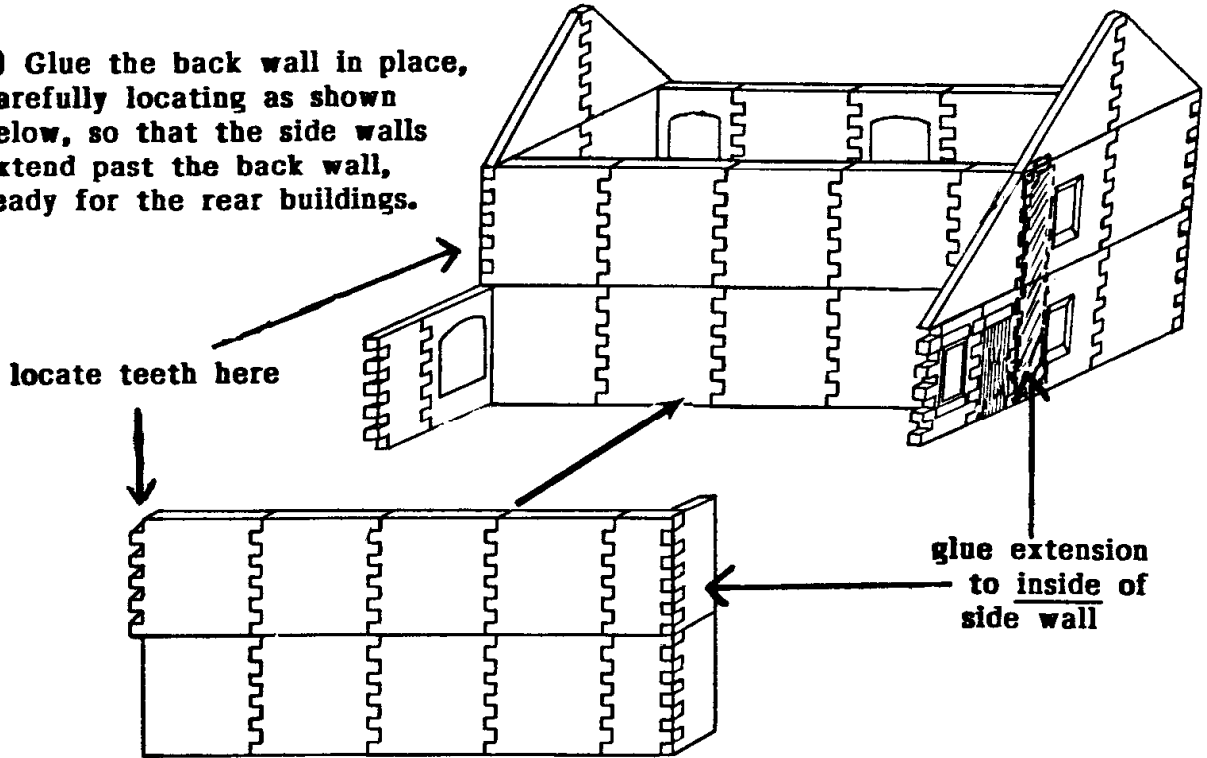 ) Glue the back wall in place,
arefully locating as shown
elow, so that the side walls
xtend past the back wall,
eady for the rear buildings.
locate teeth here
glue extension
to inside of
side wall